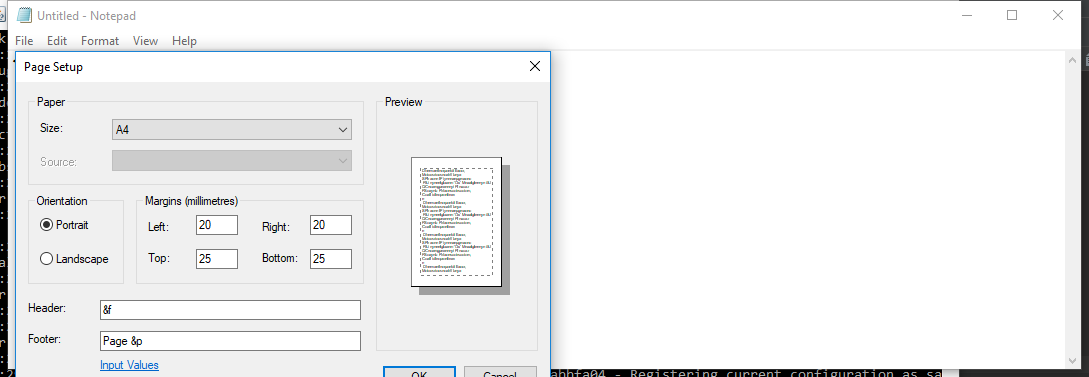 Untitled - Notepad
File Edit Format View Help
Page Setup
Paper
Size: A4
Source:
Orientation
Portrait
Landscape
Margins (millimetres)
Left: 20 Right: 20
Top: 25 Bottom: 25
Preview
Header: &f
Footer: Page &p
Input Values
OK Cancel
- Registering current configuration as sa